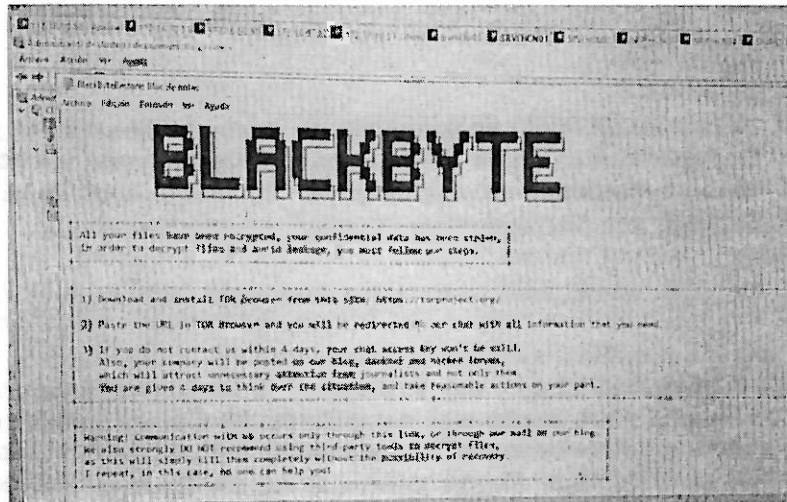 SRVTHCN01
Archivo Acción Ver Ayuda
BlackByteRestore: Bloc de notas
Archivo Edición Formato Ver Ayuda
BLACKBYTE
All your files have been encrypted, your confidential data has been stolen,
in order to decrypt files and avoid leakage, you must follow our steps.
1) Download and install TOR Browser from this site: https://torproject.org/
2) Paste the URL in TOR Browser and you will be redirected to our chat with all information that you need.
3) If you do not contact us within 4 days, your chat access key won't be valid.
Also, your company will be posted on our blog, darknet and hacker forums,
which will attract unnecessary attention from journalists and not only them.
You are given 4 days to think over the situation, and take reasonable actions on your part.
Warning! Communication with us occurs only through this link, or through our mail on our blog.
We also strongly DO NOT recommend using third-party tools to decrypt files,
as this will simply kill them completely without the possibility of recovery.
I repeat, in this case, no one can help you!